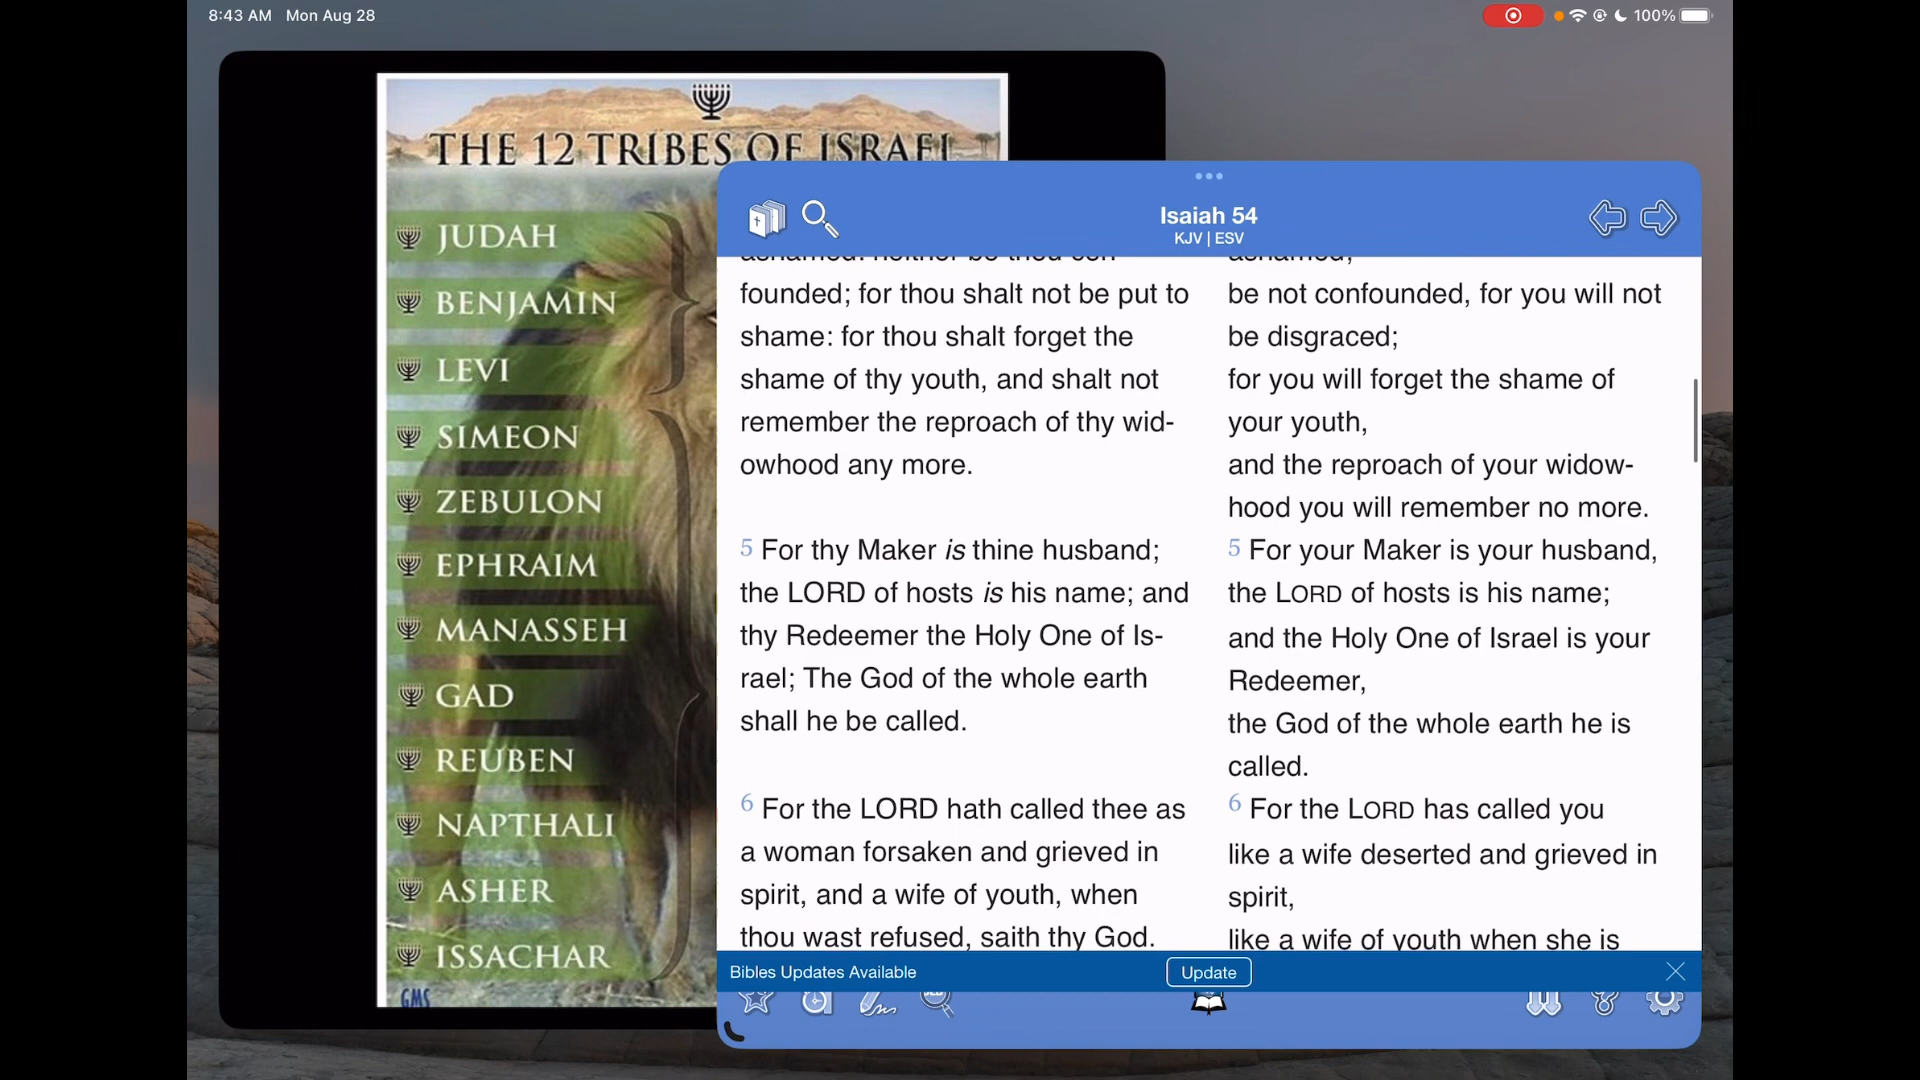 8:43 AM Mon Aug 28
100%
THE 12 TRIBES OF ISRAEL
JUDAH
BENJAMIN
LEVI
SIMEON
ZEBULON
EPHRAIM
MANASSEH
GAD
REUBEN
NAPTHALI
ASHER
ISSACHAR
GMS
Isaiah 54
KJV | ESV
ashamed: neither be thou con-
founded; for thou shalt not be put to
shame: for thou shalt forget the
shame of thy youth, and shalt not
remember the reproach of thy wid-
owhood any more.
5 For thy Maker is thine husband;
the LORD of hosts is his name; and
thy Redeemer the Holy One of Is-
rael; The God of the whole earth
shall he be called.
6 For the LORD hath called thee as
a woman forsaken and grieved in
spirit, and a wife of youth, when
thou wast refused, saith thy God.
ashamed;
be not confounded, for you will not
be disgraced;
for you will forget the shame of
your youth,
and the reproach of your widow-
hood you will remember no more.
5 For your Maker is your husband,
the LORD of hosts is his name;
and the Holy One of Israel is your
Redeemer,
the God of the whole earth he is
called.
6 For the LORD has called you
like a wife deserted and grieved in
spirit,
like a wife of youth when she is
Bibles Updates Available
Update